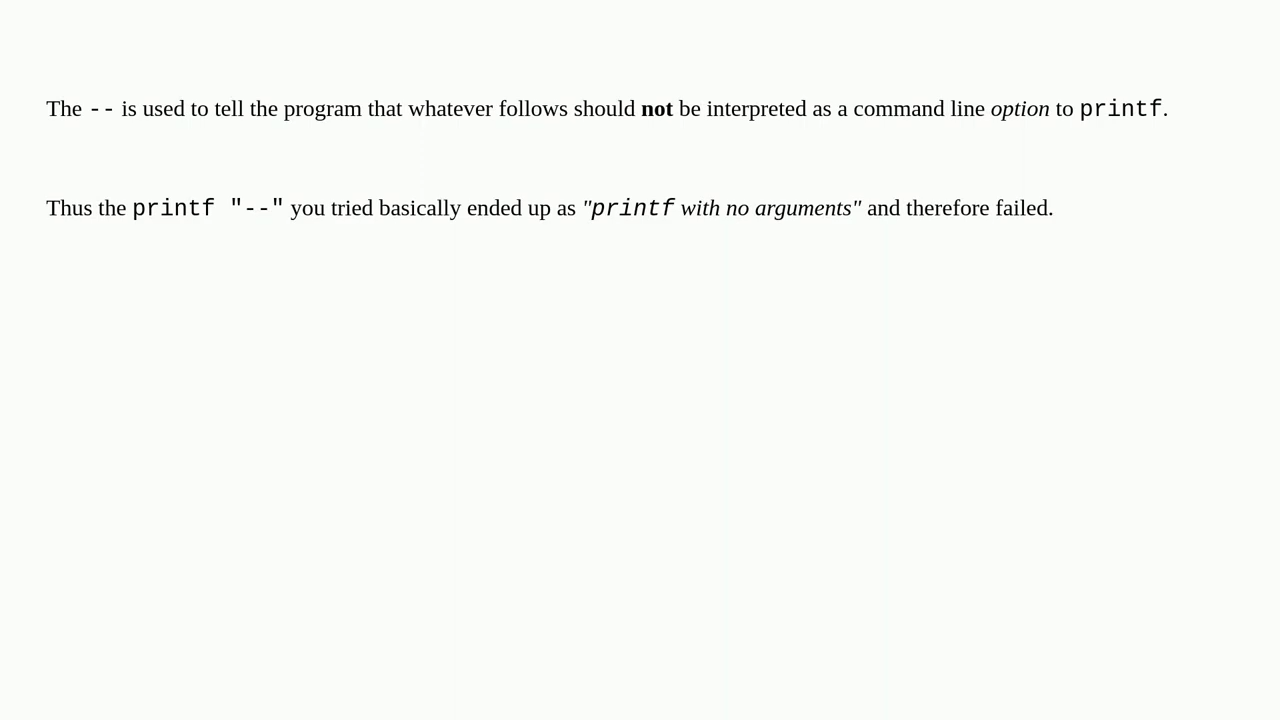 The -- is used to tell the program that whatever follows should not be interpreted as a command line option to printf.
Thus the printf "--" you tried basically ended up as "printf with no arguments" and therefore failed.